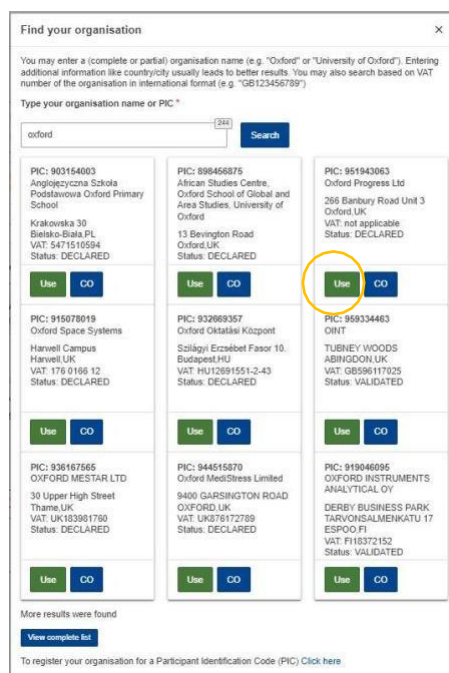 Find your organisation ×
You may enter a (complete or partial) organisation name (e.g. "Oxford" or "University of Oxford"). Entering
additional information like country/city usually leads to better results. You may also search based on VAT
number of the organisation in international format (e.g. "GB123456789")
Type your organisation name or PIC *
244
oxford
Search
PIC: 903154003
Anglojęzyczna Szkoła
Podstawowa Oxford Primary
School
Krakowska 30
Bielsko-Biała,PL
VAT: 5471510594
Status: DECLARED
Use CO
PIC: 898456875
African Studies Centre,
Oxford School of Global and
Area Studies, University of
Oxford
13 Bevington Road
Oxford,UK
Status: DECLARED
Use CO
PIC: 951943063
Oxford Progress Ltd
266 Banbury Road Unit 3
Oxford,UK
VAT: not applicable
Status: DECLARED
Use CO
PIC: 915078019
Oxford Space Systems
Harwell Campus
Harwell,UK
VAT: 176 0166 12
Status: DECLARED
Use CO
PIC: 932669357
Oxford Oktatási Központ
Szilágyi Erzsébet Fasor 10.
Budapest,HU
VAT: HU12691551-2-43
Status: DECLARED
Use CO
PIC: 959334463
OINT
TUBNEY WOODS
ABINGDON,UK
VAT: GB596117025
Status: VALIDATED
Use CO
PIC: 936167565
OXFORD MESTAR LTD
30 Upper High Street
Thame,UK
VAT: UK183981760
Status: DECLARED
Use CO
PIC: 944515870
Oxford MediStress Limited
9400 GARSINGTON ROAD
OXFORD,UK
VAT: UK876172789
Status: DECLARED
Use CO
PIC: 919046095
OXFORD INSTRUMENTS
ANALYTICAL OY
DERBY BUSINESS PARK
TARVONSALMENKATU 17
ESPOO,FI
VAT: FI18372152
Status: VALIDATED
Use CO
More results were found
View complete list
To register your organisation for a Participant Identification Code (PIC) Click here